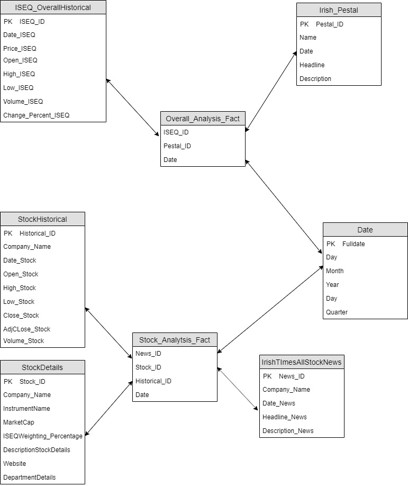 ISEQ_OverallHistorical
PK ISEQ_ID
Date_ISEQ
Price_ISEQ
Open_ISEQ
High_ISEQ
Low_ISEQ
Volume_ISEQ
Change_Percent_ISEQ
Irish_Pestal
PK Pestal_ID
Name
Date
Headline
Description
Overall_Analysis_Fact
ISEQ_ID
Pestal_ID
Date
StockHistorical
PK Historical_ID
Company_Name
Date_Stock
Open_Stock
High_Stock
Low_Stock
Close_Stock
AdjCLose_Stock
Volume_Stock
Date
PK Fulldate
Day
Month
Year
Day
Quarter
Stock_Analytsis_Fact
News_ID
Stock_ID
Historical_ID
Date
StockDetails
PK Stock_ID
Company_Name
InstrumentName
MarketCap
ISEQWeighting_Percentage
DescriptionStockDetails
Website
DepartmentDetails
IrishTImesAllStockNews
PK News_ID
Company_Name
Date_News
Headline_News
Description_News